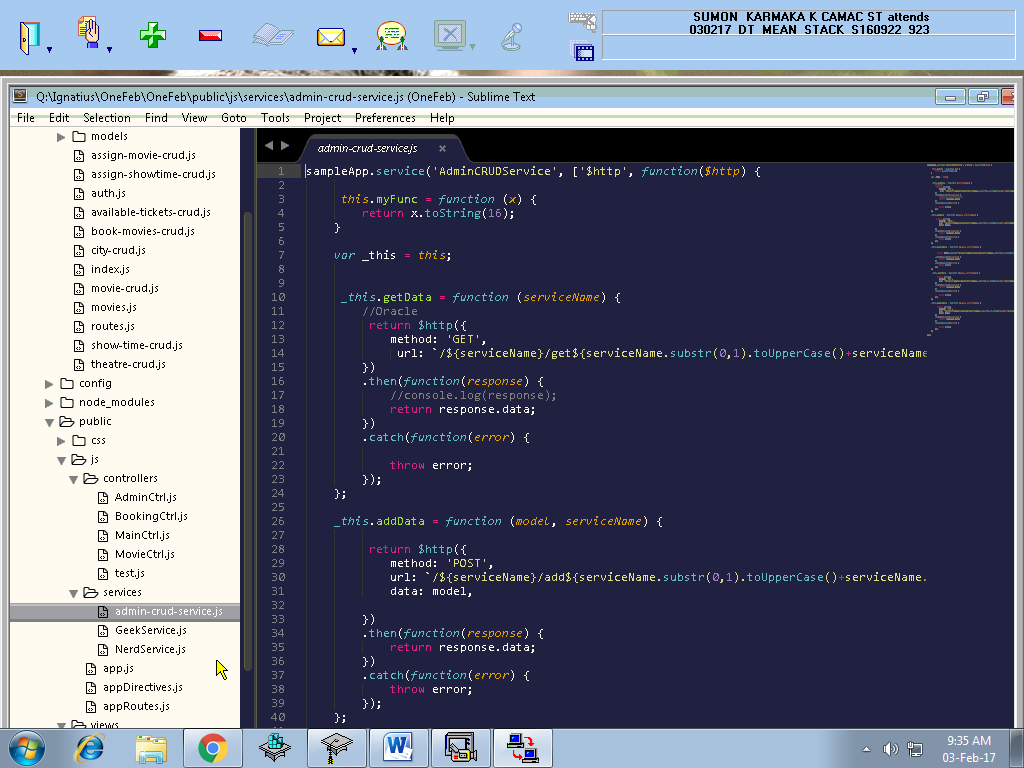 SUMON KARMAKA K CAMAC ST attends
030217_DT_MEAN_STACK_S160922_923
Q:\Ignatius\OneFeb\OneFeb\public\js\services\admin-crud-service.js (OneFeb) - Sublime Text
File Edit Selection Find View Goto Tools Project Preferences Help
models
assign-movie-crud.js
assign-showtime-crud.js
auth.js
available-tickets-crud.js
book-movies-crud.js
city-crud.js
index.js
movie-crud.js
movies.js
routes.js
show-time-crud.js
theatre-crud.js
config
node_modules
public
css
js
controllers
AdminCtrl.js
BookingCtrl.js
MainCtrl.js
MovieCtrl.js
test.js
services
admin-crud-service.js
GeekService.js
NerdService.js
app.js
appDirectives.js
appRoutes.js
views
admin-crud-service.js
1 sampleApp.service('AdminCRUDService', ['$http', function($http) {
2
3 this.myFunc = function (x) {
4 return x.toString(16);
5 }
6
7 var _this = this;
8
9
10 _this.getData = function (serviceName) {
11 //Oracle
12 return $http({
13 method: 'GET',
14 url: `/${serviceName}/get${serviceName.substr(0,1).toUpperCase()+serviceName
15 })
16 .then(function(response) {
17 //console.log(response);
18 return response.data;
19 })
20 .catch(function(error) {
21
22 throw error;
23 });
24 };
25
26 _this.addData = function (model, serviceName) {
27
28 return $http({
29 method: 'POST',
30 url: `/${serviceName}/add${serviceName.substr(0,1).toUpperCase()+serviceName.
31 data: model,
32
33 })
34 .then(function(response) {
35 return response.data;
36 })
37 .catch(function(error) {
38 throw error;
39 });
40 };
9:35 AM
03-Feb-17